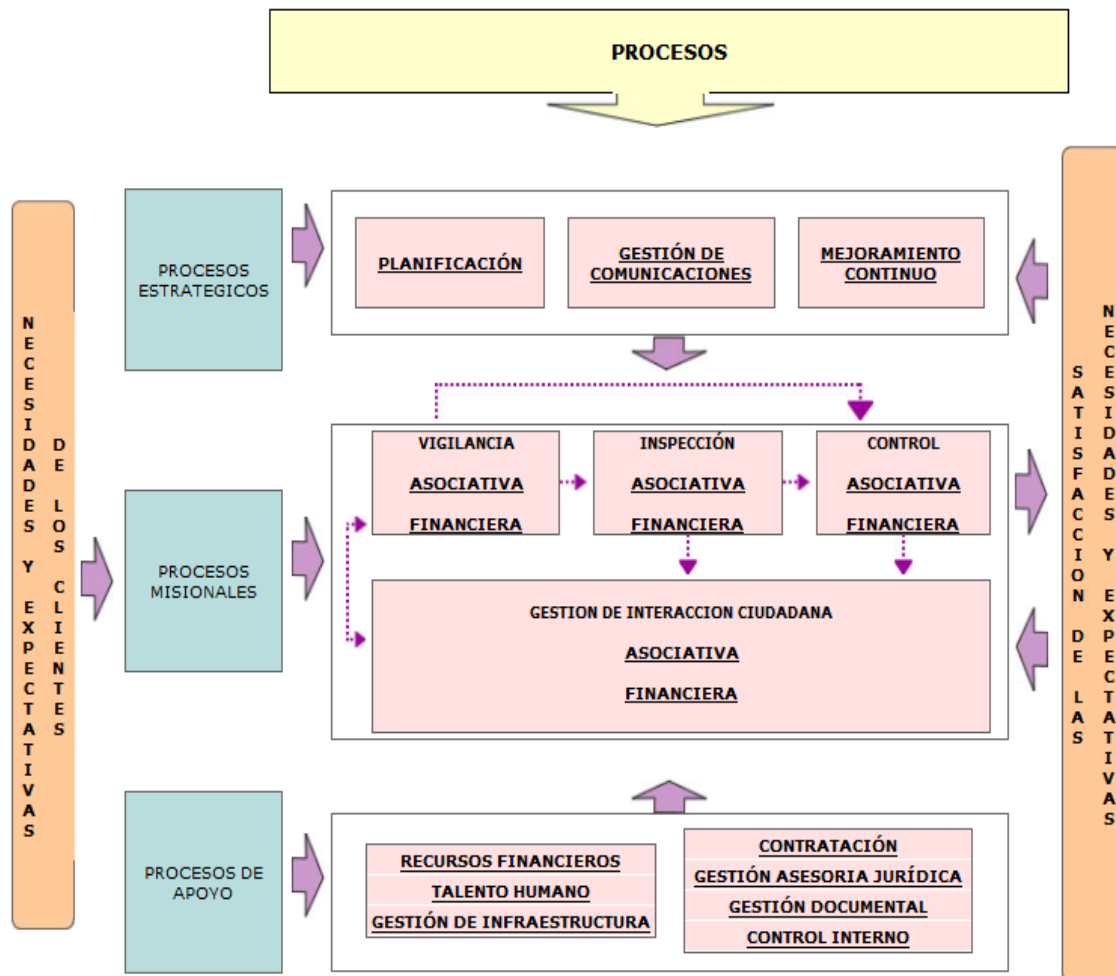 PROCESOS
NECESIDADES Y EXPECTATIVAS
DE LOS CLIENTES
PROCESOS
ESTRATEGICOS
PLANIFICACIÓN
GESTIÓN DE
COMUNICACIONES
MEJORAMIENTO
CONTINUO
PROCESOS
MISIONALES
VIGILANCIA
ASOCIATIVA
FINANCIERA
INSPECCIÓN
ASOCIATIVA
FINANCIERA
CONTROL
ASOCIATIVA
FINANCIERA
GESTION DE INTERACCION CIUDADANA
ASOCIATIVA
FINANCIERA
PROCESOS DE
APOYO
RECURSOS FINANCIEROS
TALENTO HUMANO
GESTIÓN DE INFRAESTRUCTURA
CONTRATACIÓN
GESTIÓN ASESORIA JURÍDICA
GESTIÓN DOCUMENTAL
CONTROL INTERNO
SATISFACCION DE LAS
NECESIDADES Y EXPECTATIVAS